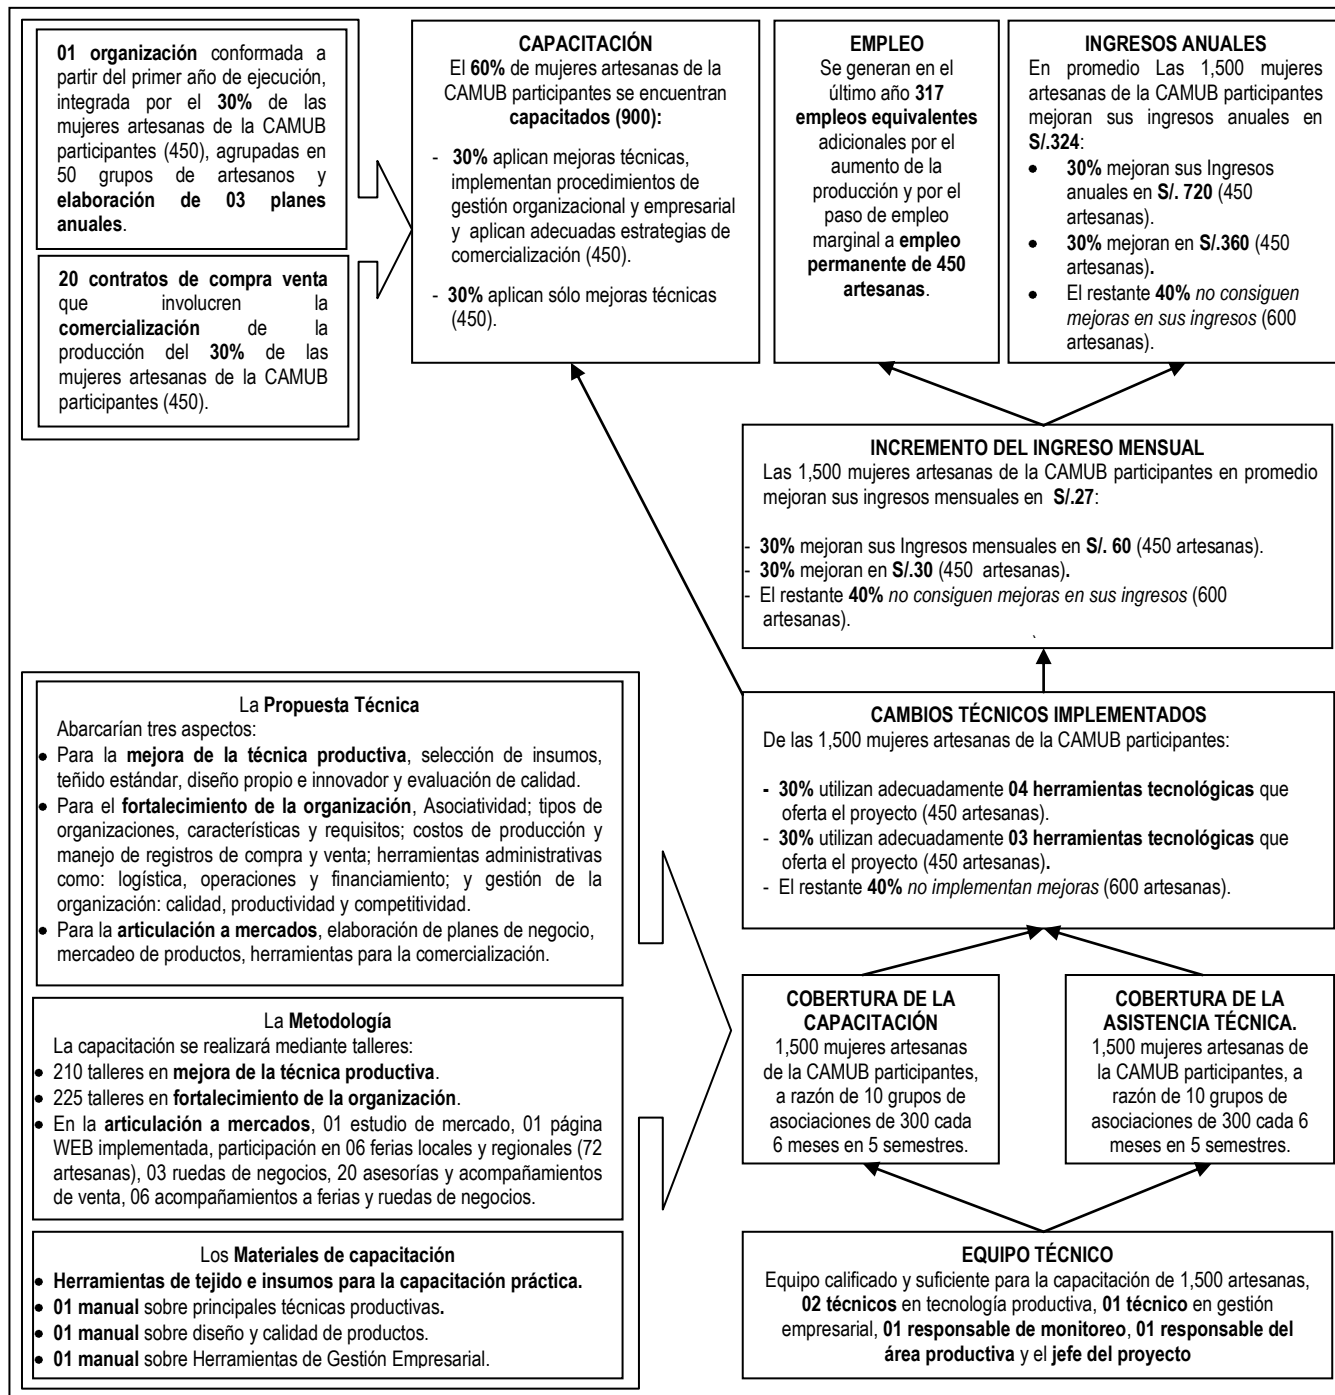 01 organización conformada a
partir del primer año de ejecución,
integrada por el 30% de las
mujeres artesanas de la CAMUB
participantes (450), agrupadas en
50 grupos de artesanos y
elaboración de 03 planes
anuales.
20 contratos de compra venta
que involucren la
comercialización de la
producción del 30% de las
mujeres artesanas de la CAMUB
participantes (450).
CAPACITACIÓN
El 60% de mujeres artesanas de la
CAMUB participantes se encuentran
capacitados (900):
- 30% aplican mejoras técnicas,
implementan procedimientos de
gestión organizacional y empresarial
y aplican adecuadas estrategias de
comercialización (450).
- 30% aplican sólo mejoras técnicas
(450).
EMPLEO
Se generan en el
último año 317
empleos equivalentes
adicionales por el
aumento de la
producción y por el
paso de empleo
marginal a empleo
permanente de 450
artesanas.
INGRESOS ANUALES
En promedio Las 1,500 mujeres
artesanas de la CAMUB participantes
mejoran sus ingresos anuales en
S/.324:
• 30% mejoran sus Ingresos
anuales en S/. 720 (450
artesanas).
• 30% mejoran en S/.360 (450
artesanas).
• El restante 40% no consiguen
mejoras en sus ingresos (600
artesanas).
INCREMENTO DEL INGRESO MENSUAL
Las 1,500 mujeres artesanas de la CAMUB participantes en promedio
mejoran sus ingresos mensuales en S/.27:
- 30% mejoran sus Ingresos mensuales en S/. 60 (450 artesanas).
- 30% mejoran en S/.30 (450 artesanas).
- El restante 40% no consiguen mejoras en sus ingresos (600
artesanas).
La Propuesta Técnica
Abarcarían tres aspectos:
• Para la mejora de la técnica productiva, selección de insumos,
teñido estándar, diseño propio e innovador y evaluación de calidad.
• Para el fortalecimiento de la organización, Asociatividad; tipos de
organizaciones, características y requisitos; costos de producción y
manejo de registros de compra y venta; herramientas administrativas
como: logística, operaciones y financiamiento; y gestión de la
organización: calidad, productividad y competitividad.
• Para la articulación a mercados, elaboración de planes de negocio,
mercadeo de productos, herramientas para la comercialización.
La Metodología
La capacitación se realizará mediante talleres:
• 210 talleres en mejora de la técnica productiva.
• 225 talleres en fortalecimiento de la organización.
• En la articulación a mercados, 01 estudio de mercado, 01 página
WEB implementada, participación en 06 ferias locales y regionales (72
artesanas), 03 ruedas de negocios, 20 asesorías y acompañamientos
de venta, 06 acompañamientos a ferias y ruedas de negocios.
Los Materiales de capacitación
• Herramientas de tejido e insumos para la capacitación práctica.
• 01 manual sobre principales técnicas productivas.
• 01 manual sobre diseño y calidad de productos.
• 01 manual sobre Herramientas de Gestión Empresarial.
CAMBIOS TÉCNICOS IMPLEMENTADOS
De las 1,500 mujeres artesanas de la CAMUB participantes:
- 30% utilizan adecuadamente 04 herramientas tecnológicas que
oferta el proyecto (450 artesanas).
- 30% utilizan adecuadamente 03 herramientas tecnológicas que
oferta el proyecto (450 artesanas).
- El restante 40% no implementan mejoras (600 artesanas).
COBERTURA DE LA
CAPACITACIÓN
1,500 mujeres artesanas
de la CAMUB participantes,
a razón de 10 grupos de
asociaciones de 300 cada
6 meses en 5 semestres.
COBERTURA DE LA
ASISTENCIA TÉCNICA.
1,500 mujeres artesanas de
la CAMUB participantes, a
razón de 10 grupos de
asociaciones de 300 cada 6
meses en 5 semestres.
EQUIPO TÉCNICO
Equipo calificado y suficiente para la capacitación de 1,500 artesanas,
02 técnicos en tecnología productiva, 01 técnico en gestión
empresarial, 01 responsable de monitoreo, 01 responsable del
área productiva y el jefe del proyecto